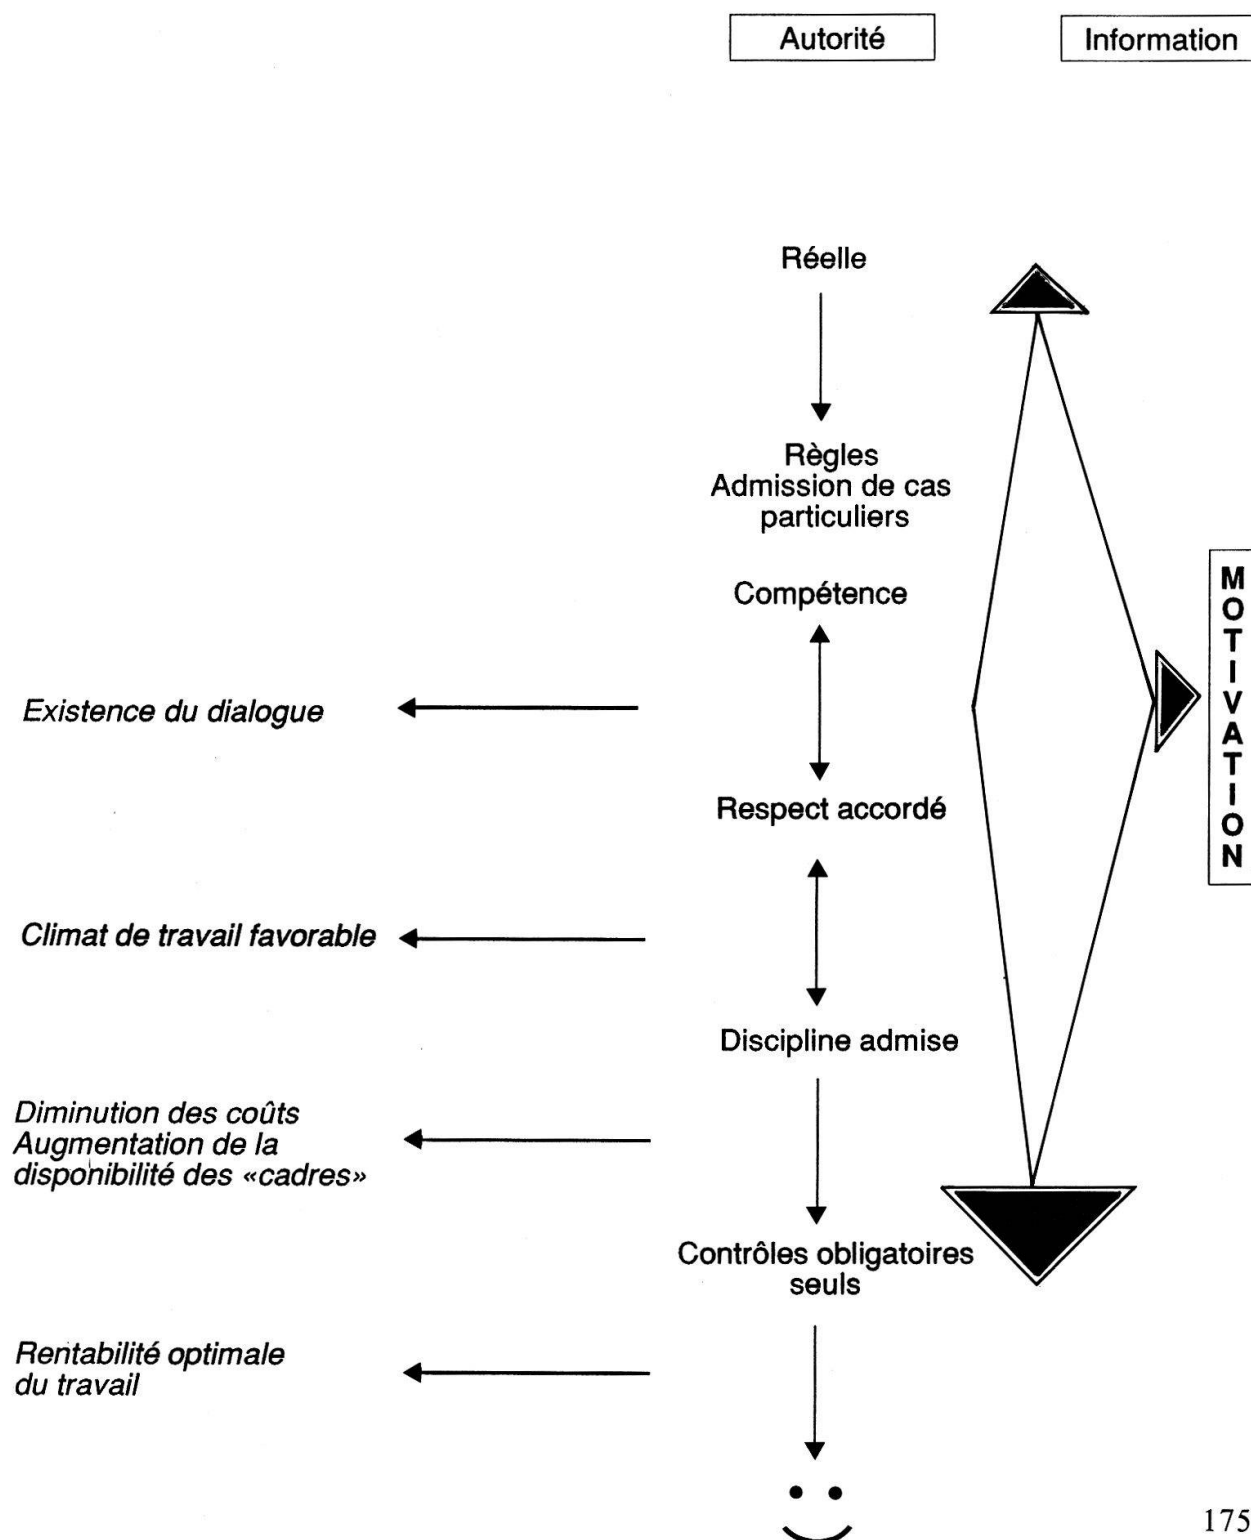 Autorité
Information
Réelle
Règles
Admission de cas
particuliers
Compétence
MOTIVATION
Existence du dialogue
Respect accordé
Climat de travail favorable
Discipline admise
Diminution des coûts
Augmentation de la
disponibilité des «cadres»
Contrôles obligatoires
seuls
Rentabilité optimale
du travail
175